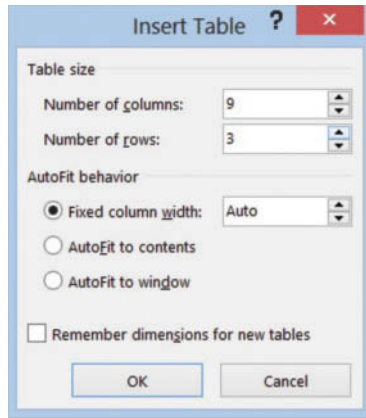 Insert Table ? ×
Table size
Number of columns: 9
Number of rows: 3
AutoFit behavior
Fixed column width: Auto
AutoFit to contents
AutoFit to window
Remember dimensions for new tables
OK Cancel